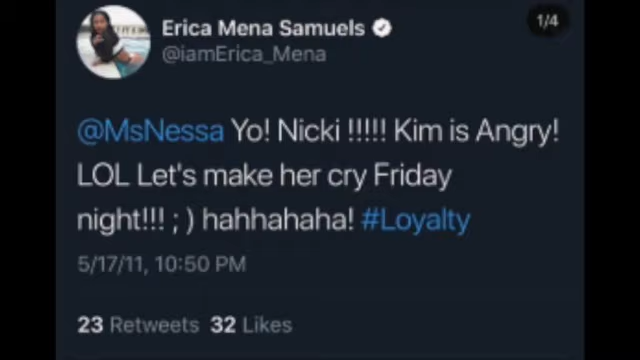 Erica Mena Samuels
1/4
@iamErica_Mena
@MsNessa Yo! Nicki !!!!! Kim is Angry!
LOL Let's make her cry Friday
night!!! ; ) hahhahaha! #Loyalty
5/17/11, 10:50 PM
23 Retweets 32 Likes